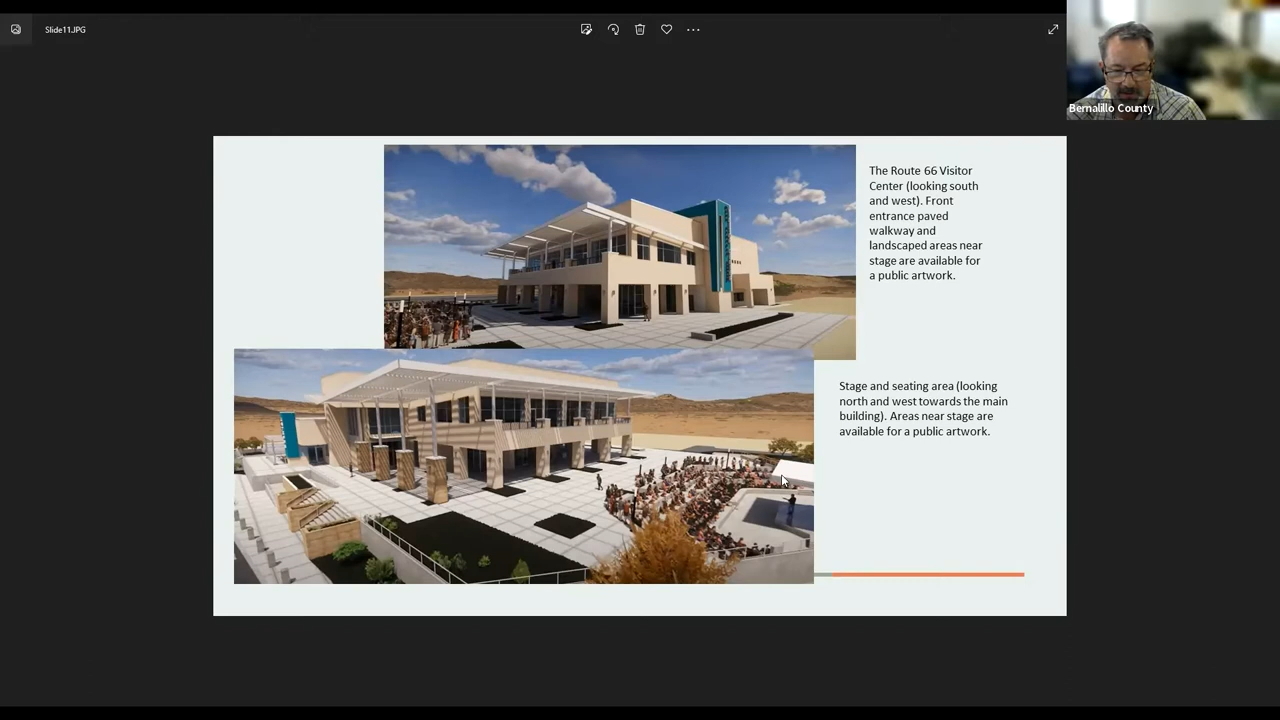 Slide11.JPG
Bernalillo County
The Route 66 Visitor
Center (looking south
and west). Front
entrance paved
walkway and
landscaped areas near
stage are available for
a public artwork.
Stage and seating area (looking
north and west towards the main
building). Areas near stage are
available for a public artwork.